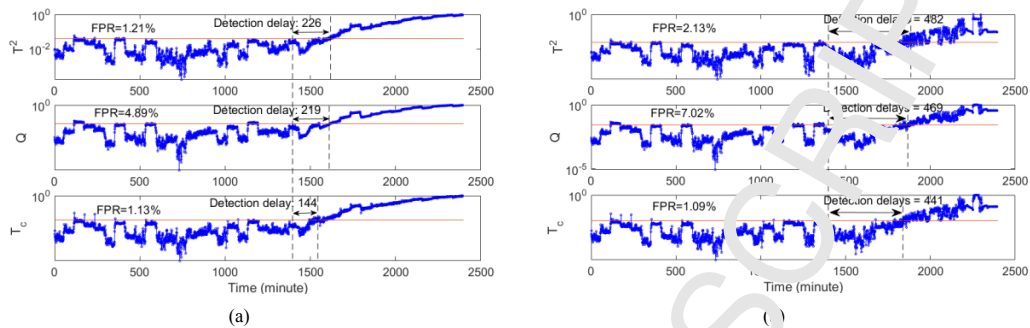 10^0
FPR=1.21%
Detection delay: 226
T^2
10^-2
0 500 1000 1500 2000 2500
10^0
FPR=4.89%
Detection delay: 219
Q
0 500 1000 1500 2000 2500
10^0
FPR=1.13%
Detection delay: 144
T_c
0 500 1000 1500 2000 2500
Time (minute)
(a)
10^0
FPR=2.13%
Detection delays = 482
T^2
0 500 1000 1500 2000 2500
10^0
FPR=7.02%
Detection delays = 469
Q
10^-5
0 500 1000 1500 2000 2500
10^0
FPR=1.09%
Detection delays = 441
T_c
0 500 1000 1500 2000 2500
Time (minute)
SCRIP